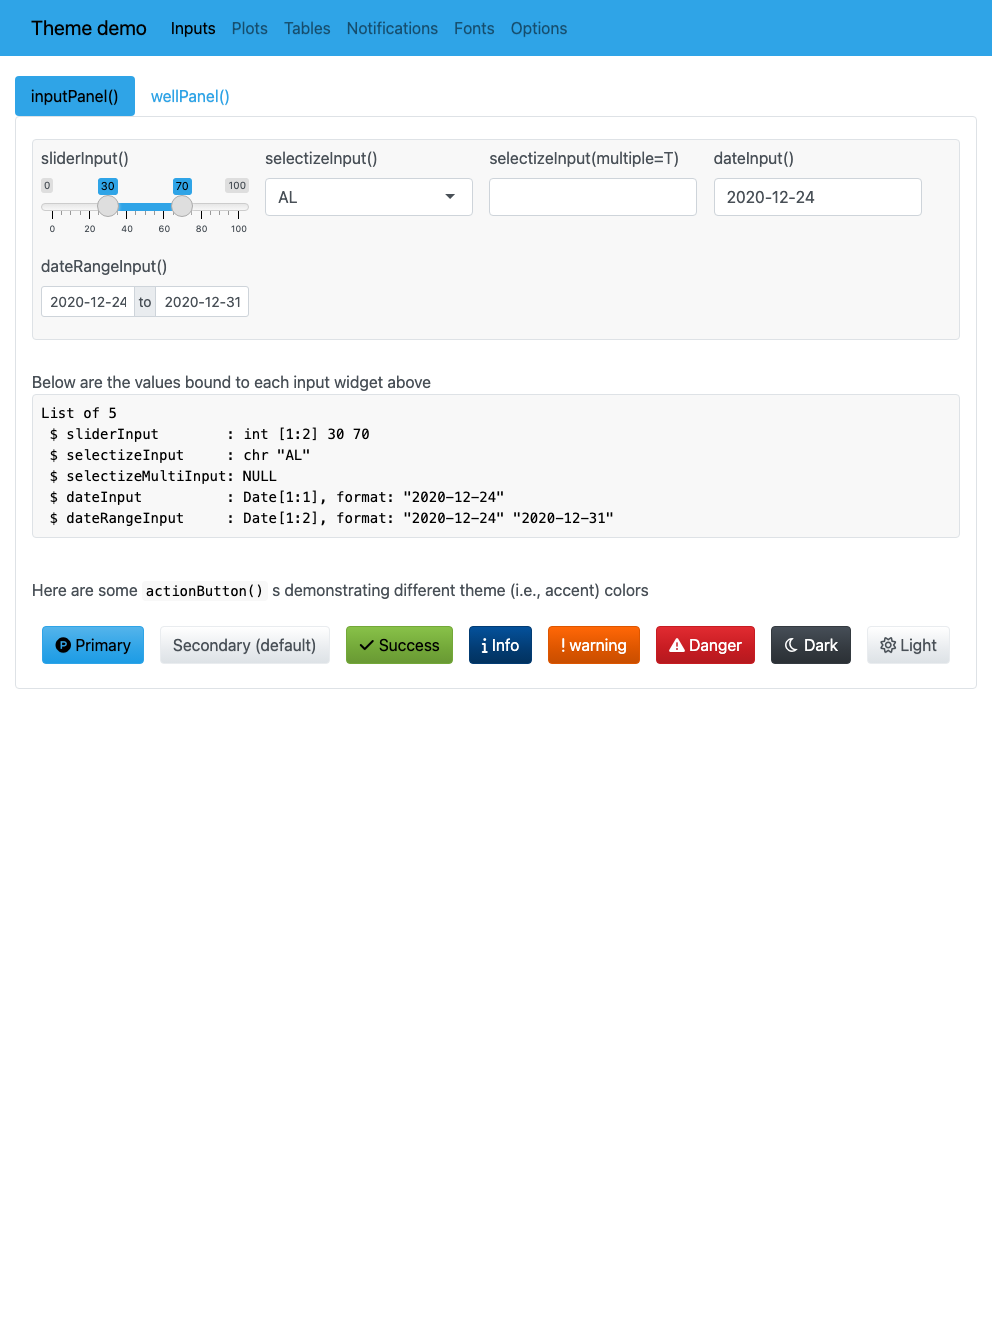 Theme demo Inputs Plots Tables Notifications Fonts Options
inputPanel() wellPanel()
sliderInput() selectizeInput() selectizeInput(multiple=T) dateInput()
0 30 70 100
AL 2020-12-24
0 20 40 60 80 100
dateRangeInput()
2020-12-24 to 2020-12-31
Below are the values bound to each input widget above
List of 5
$ sliderInput : int [1:2] 30 70
$ selectizeInput : chr "AL"
$ selectizeMultiInput: NULL
$ dateInput : Date[1:1], format: "2020-12-24"
$ dateRangeInput : Date[1:2], format: "2020-12-24" "2020-12-31"
Here are some actionButton() s demonstrating different theme (i.e., accent) colors
Primary Secondary (default) Success Info warning Danger Dark Light